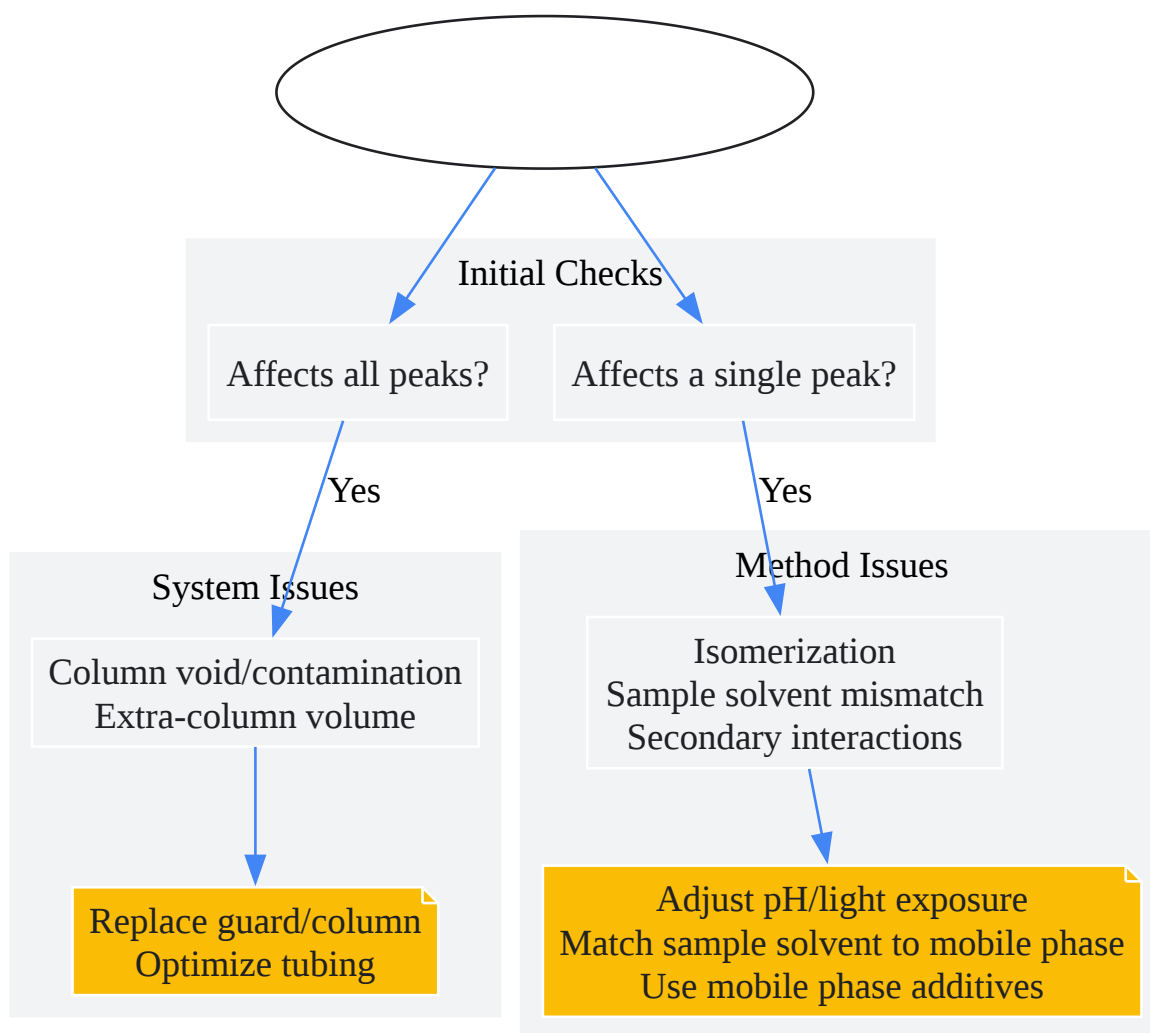 Initial Checks
Affects all peaks?
Affects a single peak?
Yes
Yes
System Issues
Column void/contamination
Extra-column volume
Replace guard/column
Optimize tubing
Method Issues
Isomerization
Sample solvent mismatch
Secondary interactions
Adjust pH/light exposure
Match sample solvent to mobile phase
Use mobile phase additives